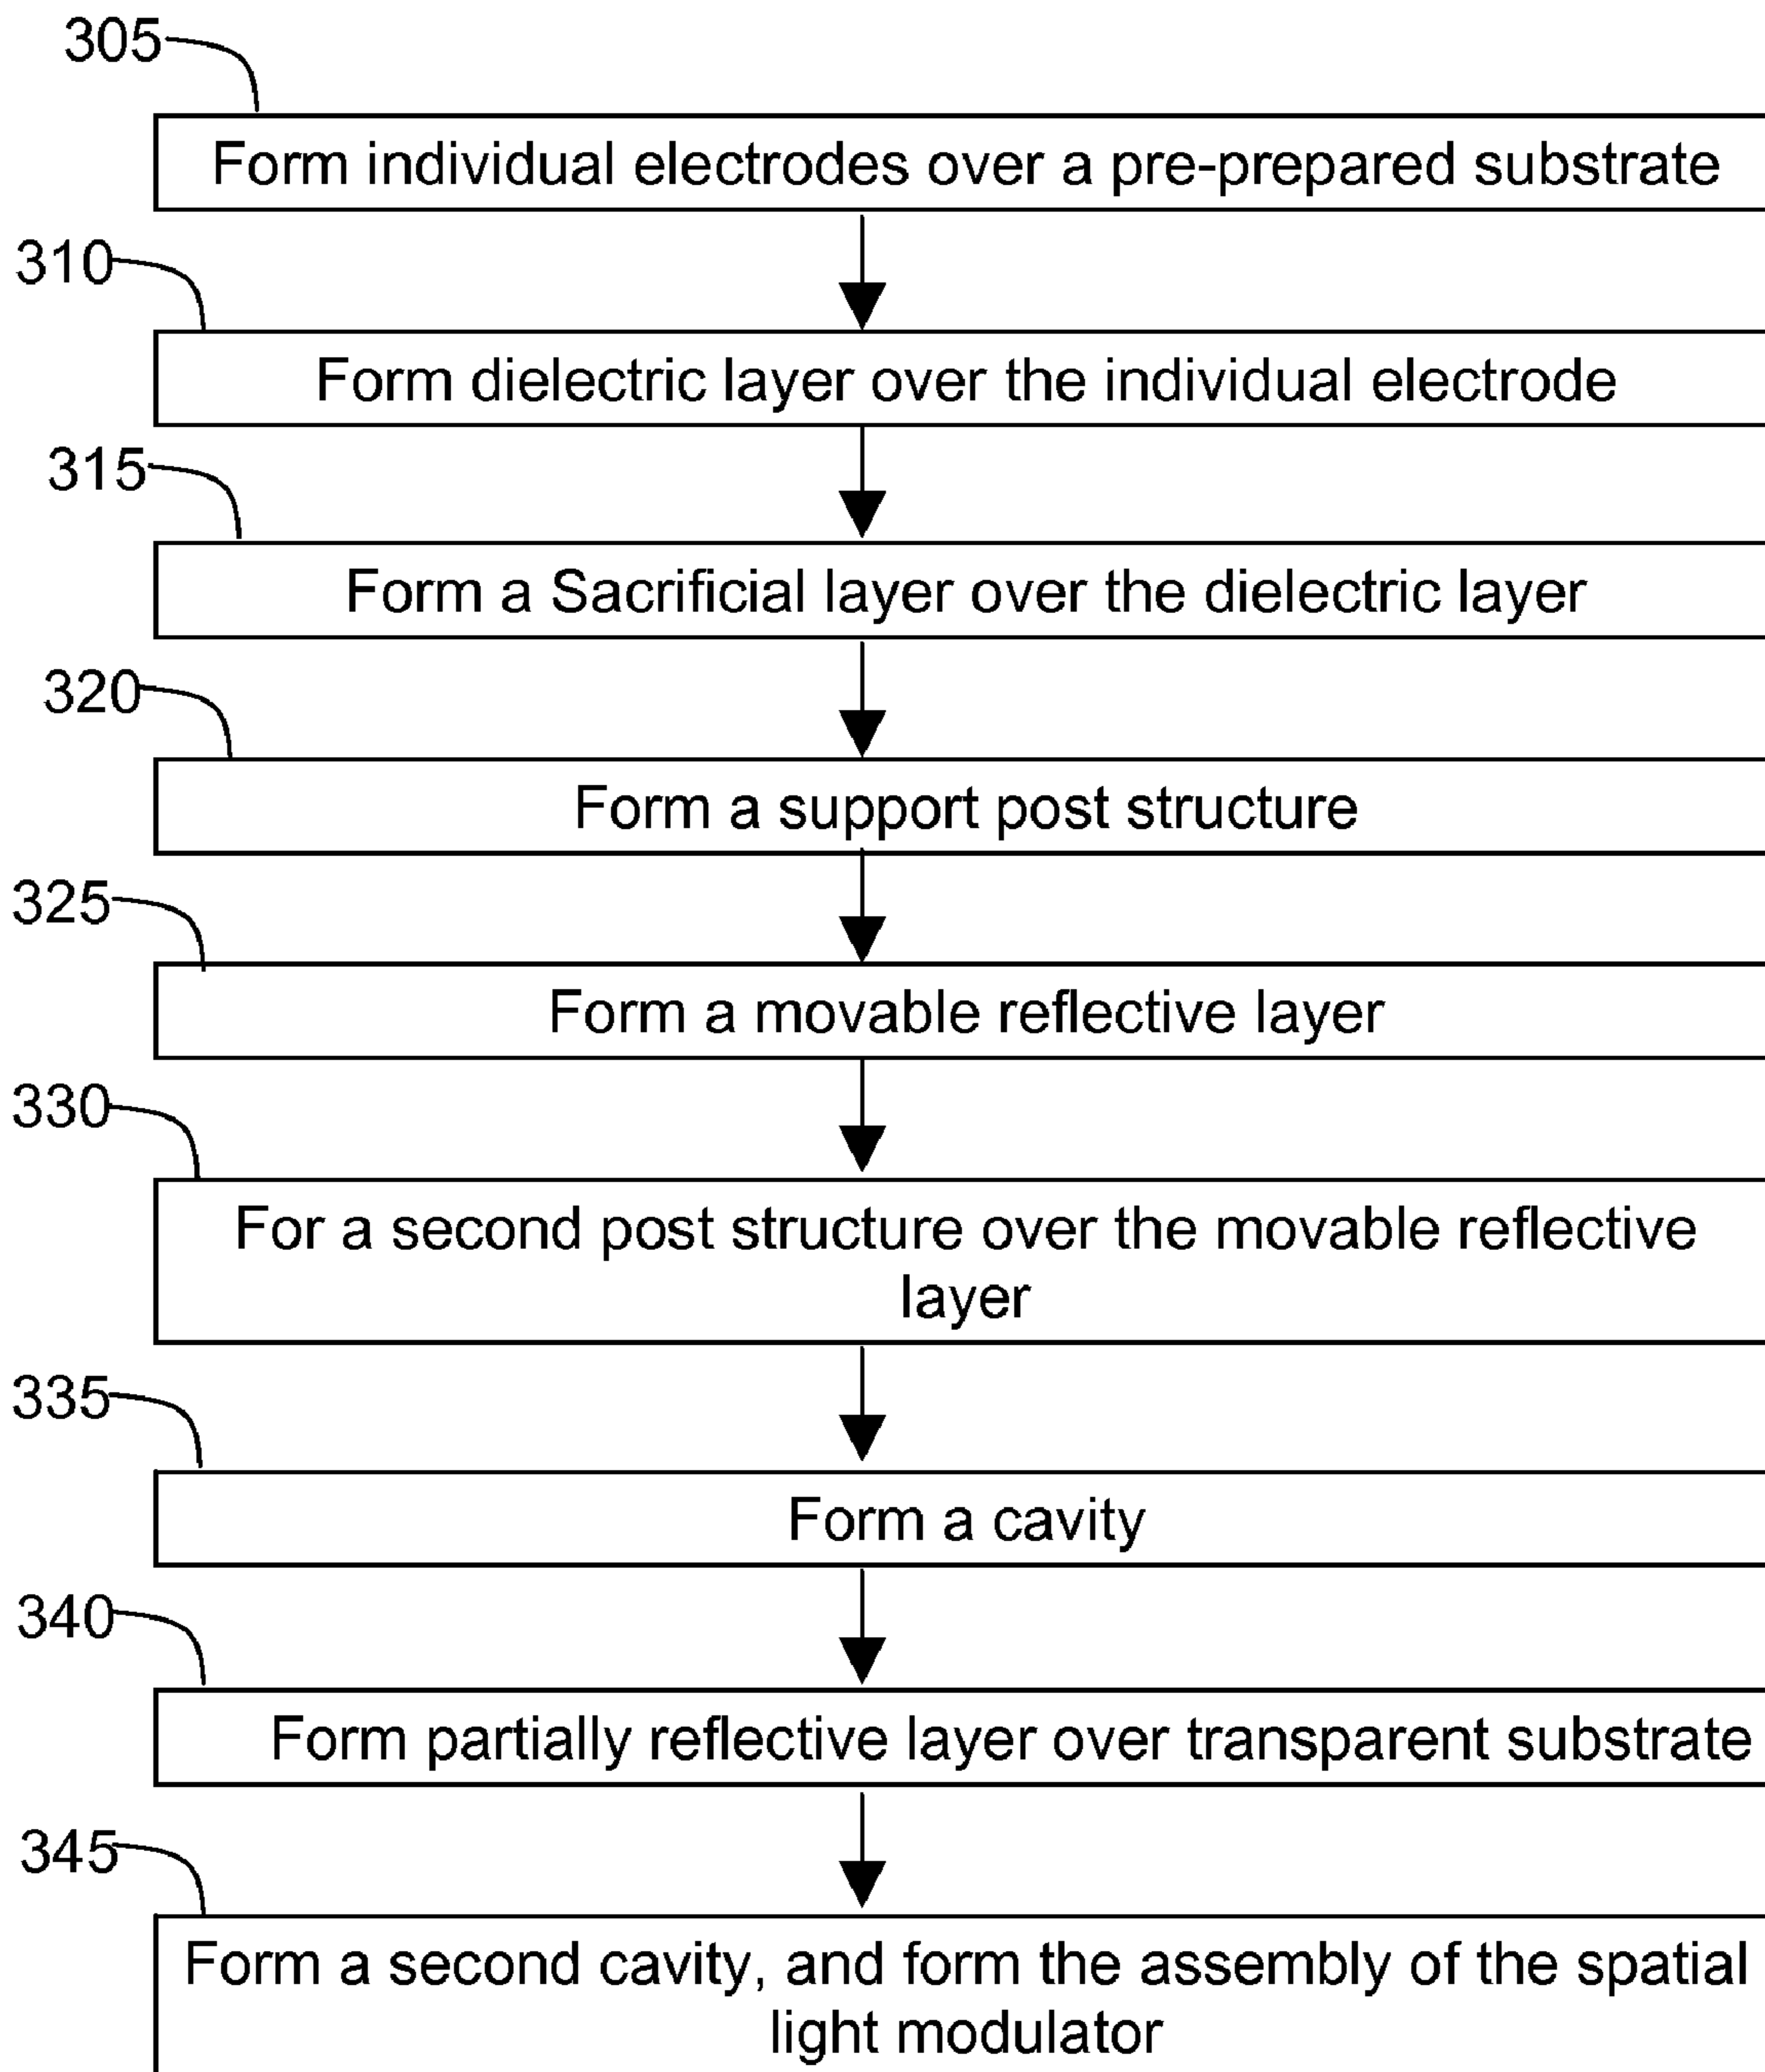 305
Form individual electrodes over a pre-prepared substrate
310
Form dielectric layer over the individual electrode
315
Form a Sacrificial layer over the dielectric layer
320
Form a support post structure
325
Form a movable reflective layer
330
For a second post structure over the movable reflective
layer
335
Form a cavity
340
Form partially reflective layer over transparent substrate
345
Form a second cavity, and form the assembly of the spatial
light modulator